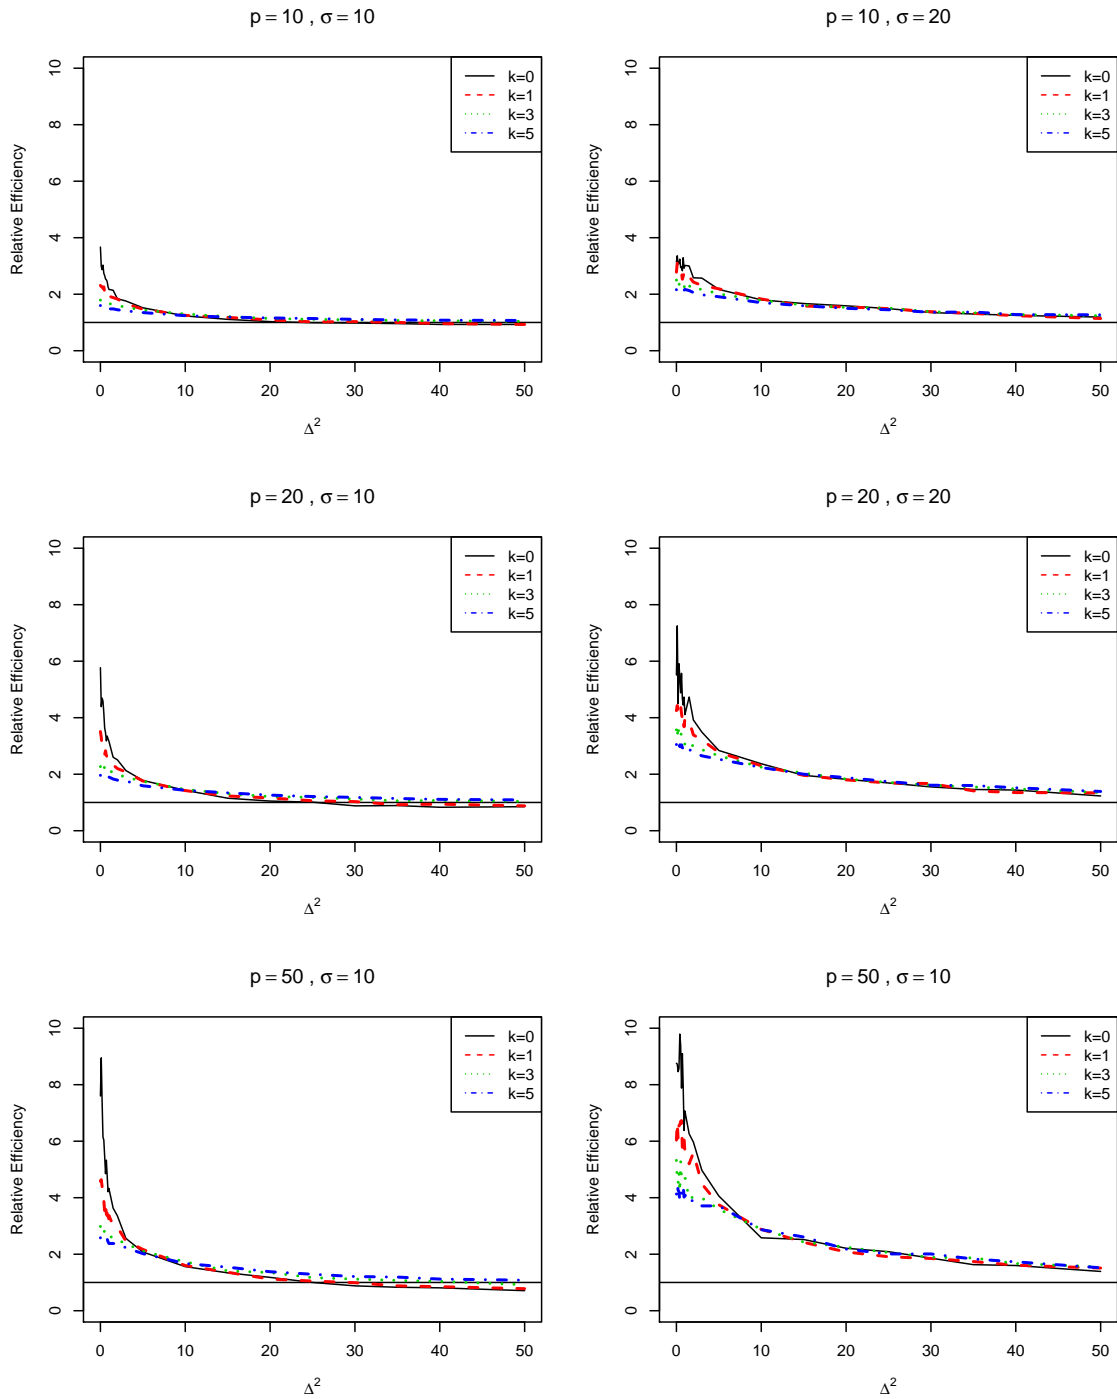 p = 10 , σ = 10
Relative Efficiency
10
8
6
4
2
0
k=0
k=1
k=3
k=5
0 10 20 30 40 50
Δ²
p = 10 , σ = 20
Relative Efficiency
10
8
6
4
2
0
k=0
k=1
k=3
k=5
0 10 20 30 40 50
Δ²
p = 20 , σ = 10
Relative Efficiency
10
8
6
4
2
0
k=0
k=1
k=3
k=5
0 10 20 30 40 50
Δ²
p = 20 , σ = 20
Relative Efficiency
10
8
6
4
2
0
k=0
k=1
k=3
k=5
0 10 20 30 40 50
Δ²
p = 50 , σ = 10
Relative Efficiency
10
8
6
4
2
0
k=0
k=1
k=3
k=5
0 10 20 30 40 50
Δ²
p = 50 , σ = 10
Relative Efficiency
10
8
6
4
2
0
k=0
k=1
k=3
k=5
0 10 20 30 40 50
Δ²